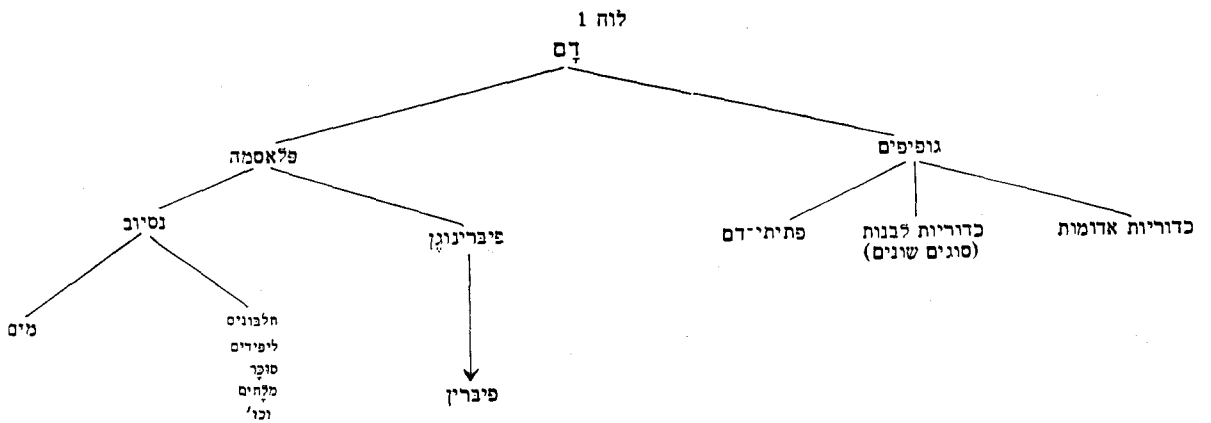 לוח 1
דָם
גופיפים
פלאסמה
כדוריות אדומות
כדוריות לבנות
(סוגים שונים)
פתיתי־דם
פיברינוגֶן
נסיוב
פיברין
חלבונים
ליפידים
סוּכָּר
מלָחים
וכו'
מים